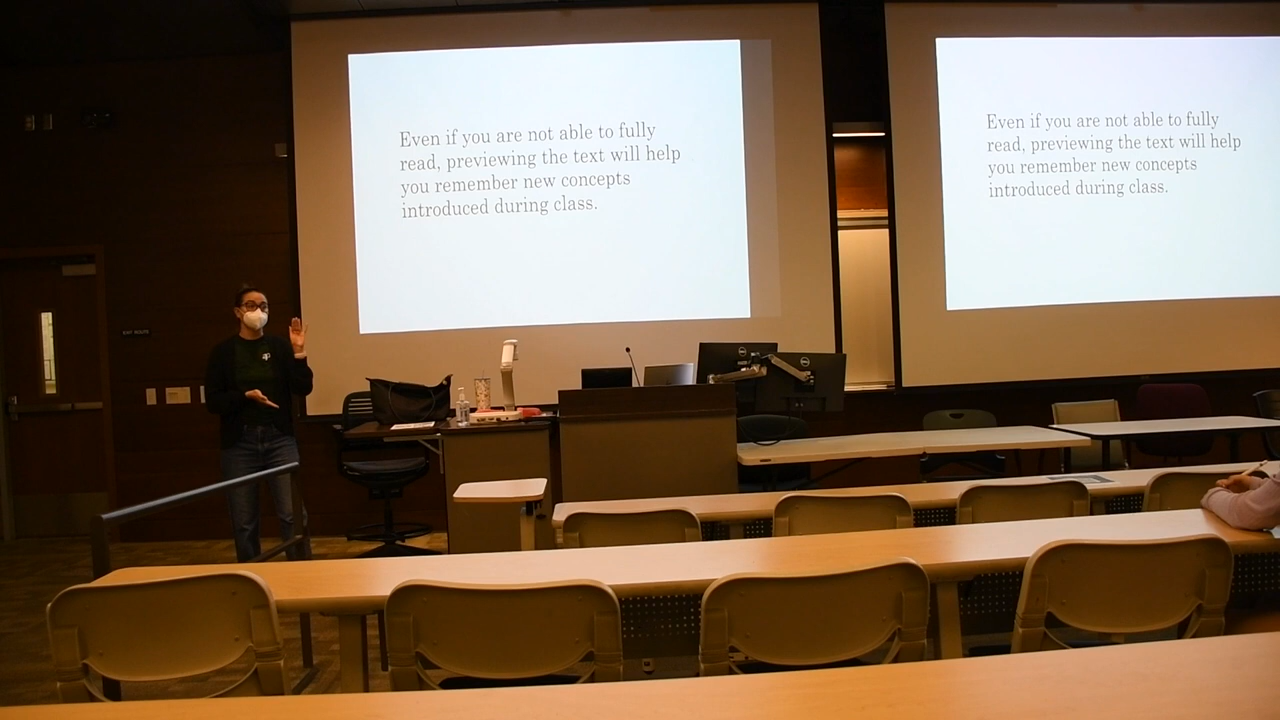 Even if you are not able to fully
read, previewing the text will help
you remember new concepts
introduced during class.
Even if you are not able to fully
read, previewing the text will help
you remember new concepts
introduced during class.